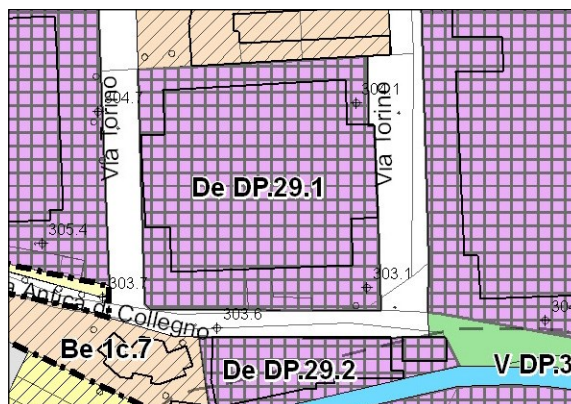 Via Torino
304.7
304.1
Via Torino
De DP.29.1
305.4
303.7
303.1
a Antica di Collegno
303.6
304
Be 1c.7
De DP.29.2
V DP.3